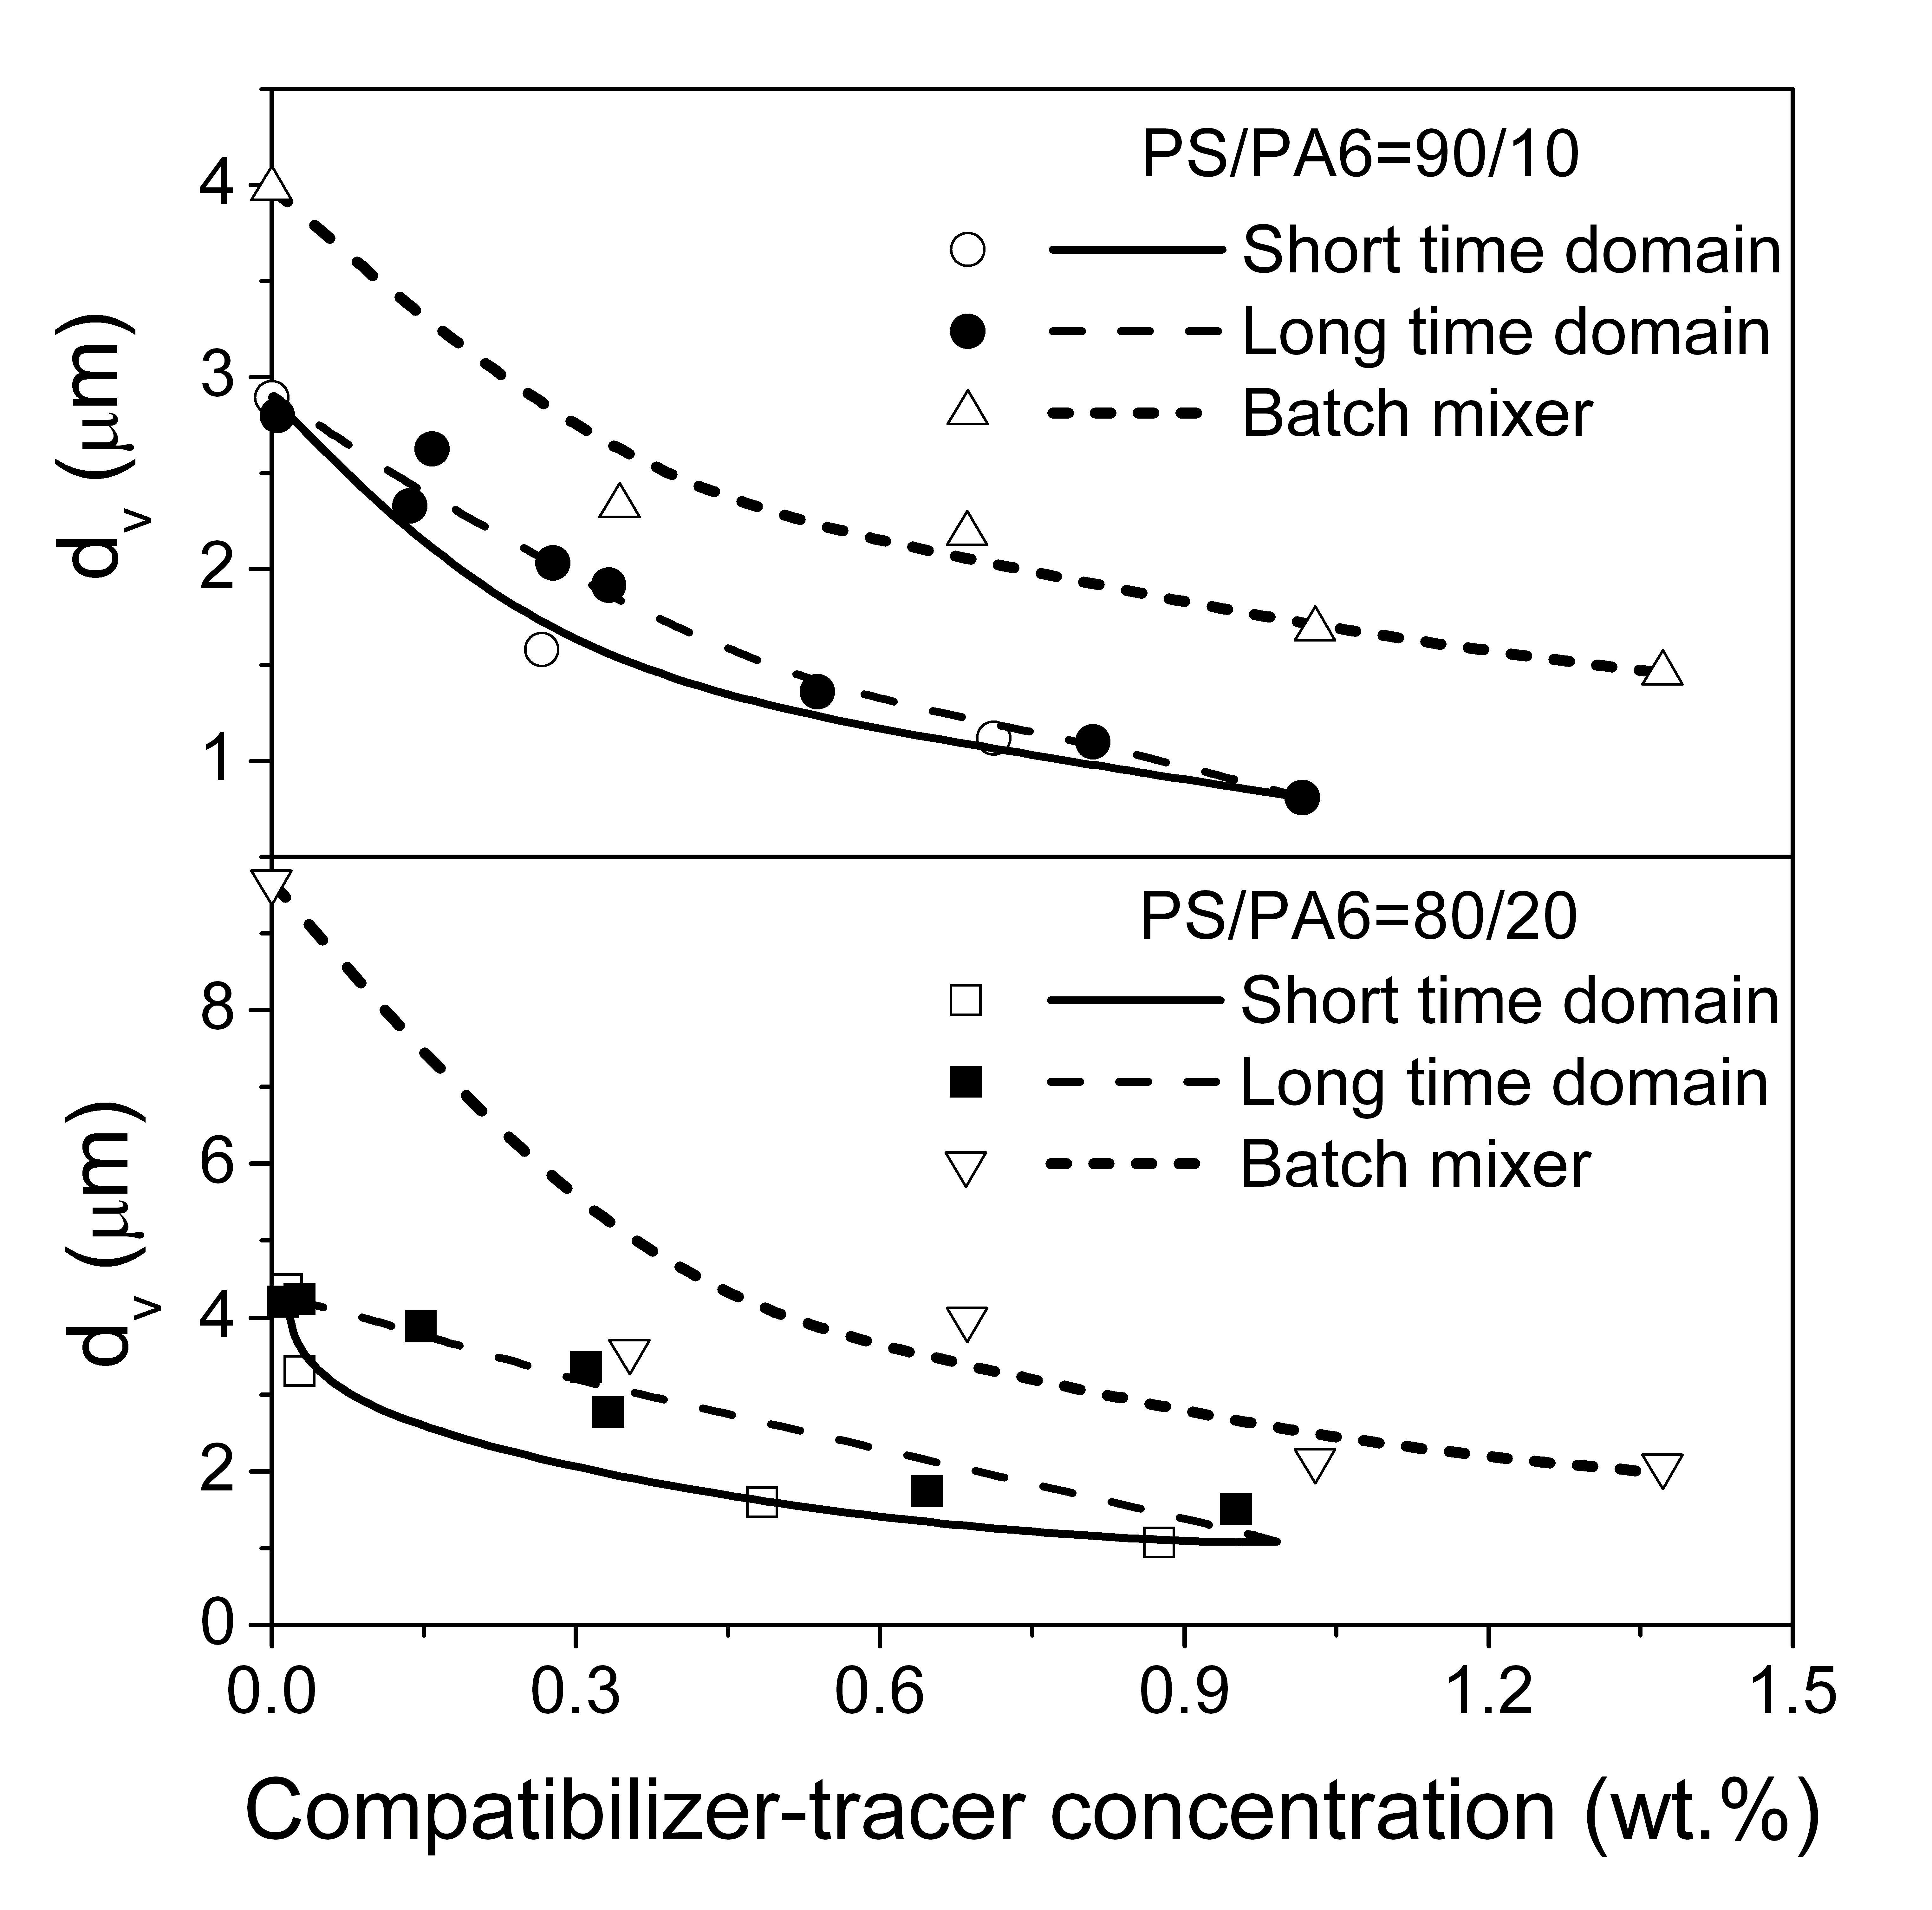 PS/PA6=90/10
Short time domain
Long time domain
Batch mixer
4
3
2
1
dv (μm)
PS/PA6=80/20
Short time domain
Long time domain
Batch mixer
8
6
4
2
0
dv (μm)
0.0 0.3 0.6 0.9 1.2 1.5
Compatibilizer-tracer concentration (wt.%)